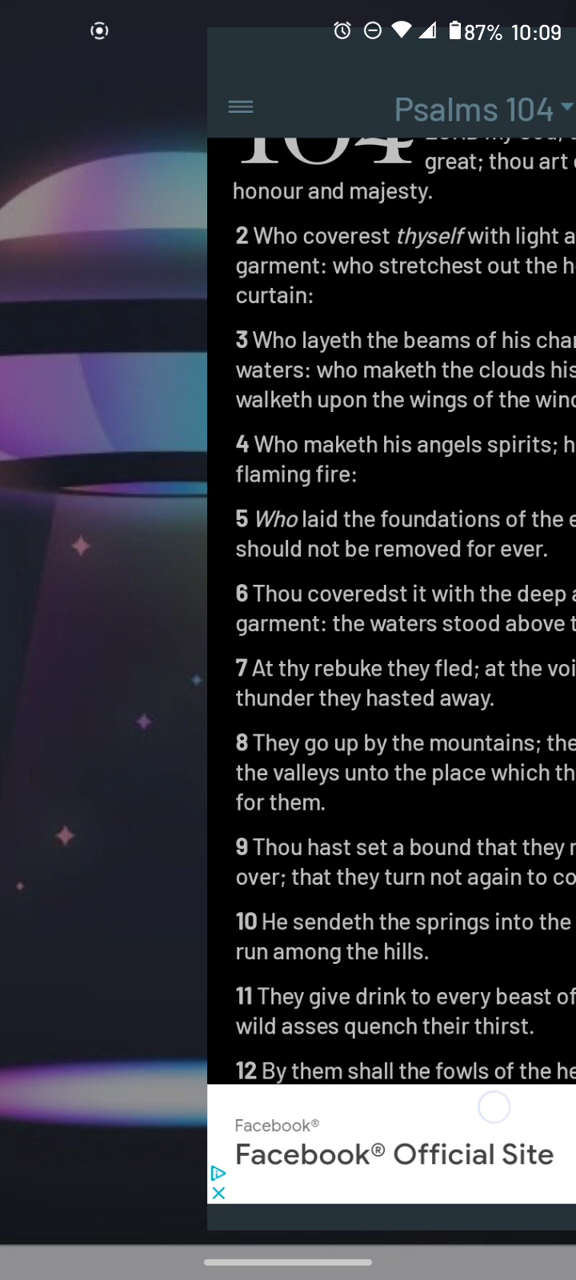 87% 10:09
Psalms 104
104
great; thou art
honour and majesty.
2 Who coverest thyself with light a
garment: who stretchest out the
curtain:
3 Who layeth the beams of his
waters: who maketh the clouds his
walketh upon the wings of the
4 Who maketh his angels spirits;
flaming fire:
5 Who laid the foundations of the
should not be removed for ever.
6 Thou coveredst it with the deep
garment: the waters stood above
7 At thy rebuke they fled; at the
thunder they hasted away.
8 They go up by the mountains;
the valleys unto the place which
for them.
9 Thou hast set a bound that they
over; that they turn not again to
10 He sendeth the springs into the
run among the hills.
11 They give drink to every beast of
wild asses quench their thirst.
12 By them shall the fowls of the
Facebook®
Facebook® Official Site